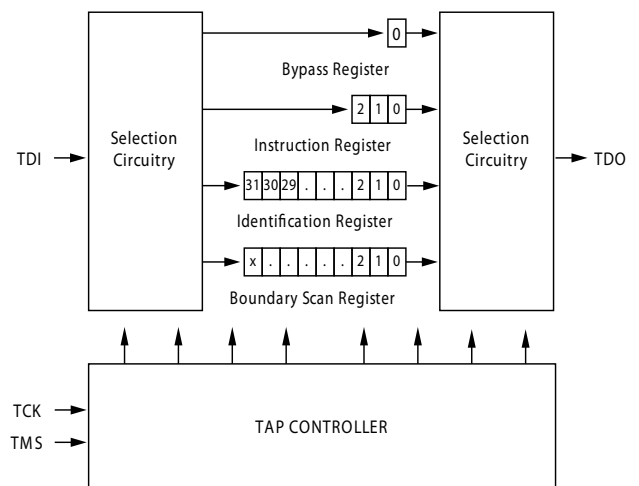 0
Bypass Register
2 1 0
Selection
Circuitry
Instruction Register
Selection
Circuitry
TDI
TDO
31 30 29 . . . 2 1 0
Identification Register
x . . . . . 2 1 0
Boundary Scan Register
TCK
TMS
TAP CONTROLLER